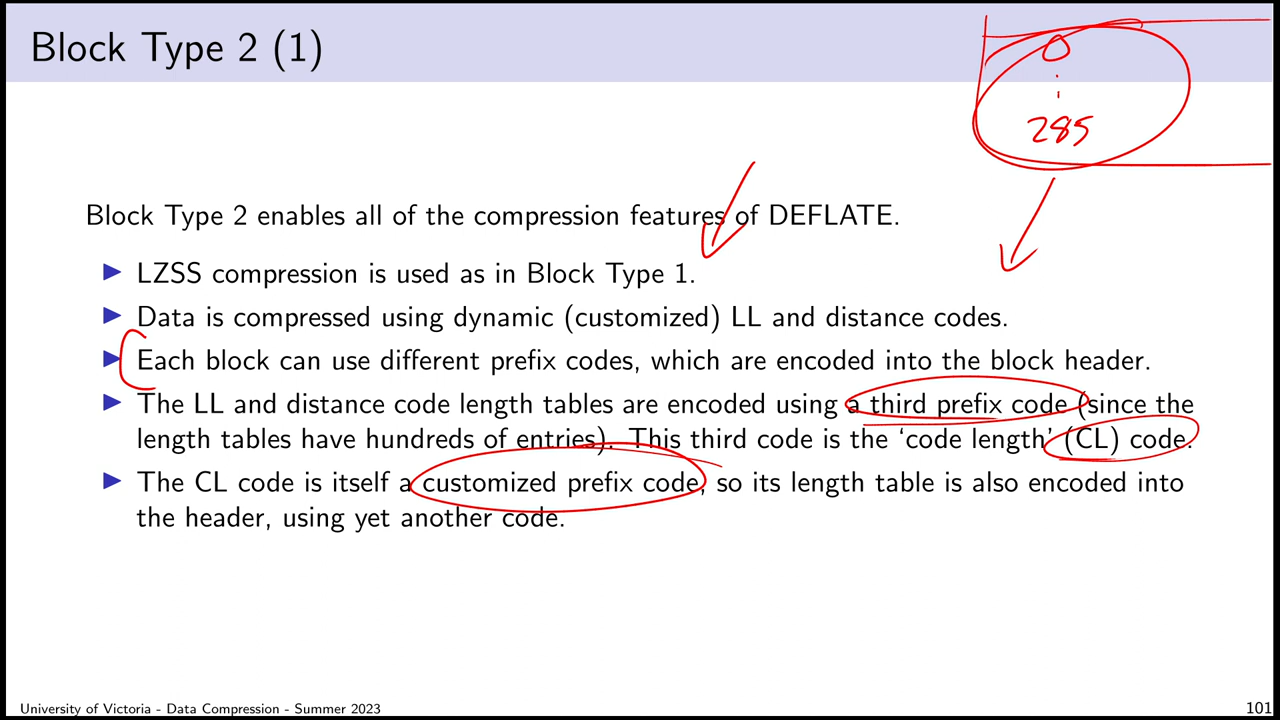 Block Type 2 (1)
0
285
Block Type 2 enables all of the compression features of DEFLATE.
▶ LZSS compression is used as in Block Type 1.
▶ Data is compressed using dynamic (customized) LL and distance codes.
▶ Each block can use different prefix codes, which are encoded into the block header.
▶ The LL and distance code length tables are encoded using a third prefix code (since the
length tables have hundreds of entries). This third code is the ‘code length’ (CL) code.
▶ The CL code is itself a customized prefix code, so its length table is also encoded into
the header, using yet another code.
University of Victoria - Data Compression - Summer 2023
101